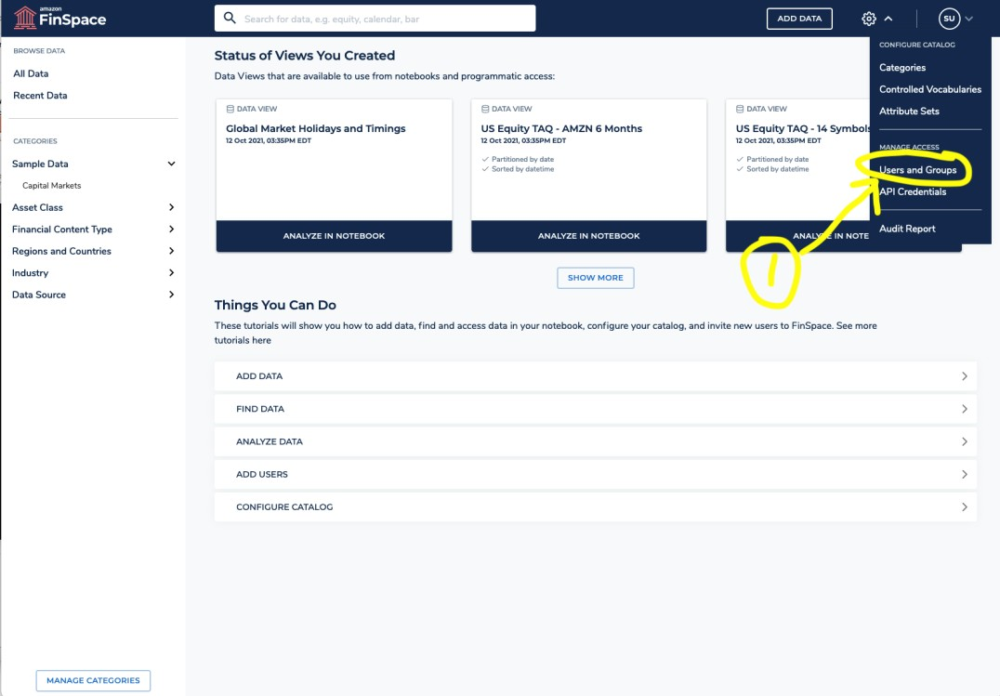 amazon
FinSpace
Search for data, e.g. equity, calendar, bar
ADD DATA
SU
BROWSE DATA
All Data
Recent Data
CATEGORIES
Sample Data
Capital Markets
Asset Class
Financial Content Type
Regions and Countries
Industry
Data Source
MANAGE CATEGORIES
Status of Views You Created
Data Views that are available to use from notebooks and programmatic access:
DATA VIEW
Global Market Holidays and Timings
12 Oct 2021, 03:35PM EDT
ANALYZE IN NOTEBOOK
DATA VIEW
US Equity TAQ - AMZN 6 Months
12 Oct 2021, 03:35PM EDT
Partitioned by date
Sorted by datetime
ANALYZE IN NOTEBOOK
DATA VIEW
US Equity TAQ - 14 Symbols
12 Oct 2021, 03:35PM EDT
Partitioned by date
Sorted by datetime
ANALYZE IN NOTE
CONFIGURE CATALOG
Categories
Controlled Vocabularies
Attribute Sets
MANAGE ACCESS
Users and Groups
API Credentials
Audit Report
1
SHOW MORE
Things You Can Do
These tutorials will show you how to add data, find and access data in your notebook, configure your catalog, and invite new users to FinSpace. See more
tutorials here
ADD DATA
FIND DATA
ANALYZE DATA
ADD USERS
CONFIGURE CATALOG